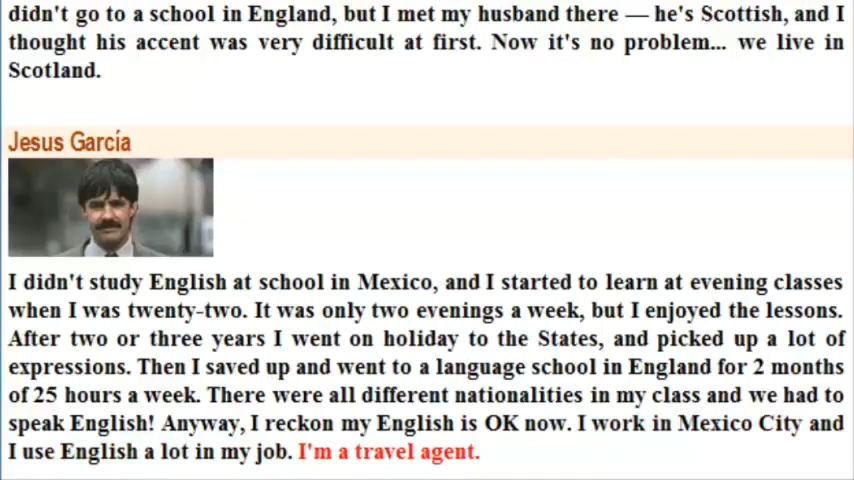 didn't go to a school in England, but I met my husband there — he's Scottish, and I
thought his accent was very difficult at first. Now it's no problem... we live in
Scotland.
Jesus García
I didn't study English at school in Mexico, and I started to learn at evening classes
when I was twenty-two. It was only two evenings a week, but I enjoyed the lessons.
After two or three years I went on holiday to the States, and picked up a lot of
expressions. Then I saved up and went to a language school in England for 2 months
of 25 hours a week. There were all different nationalities in my class and we had to
speak English! Anyway, I reckon my English is OK now. I work in Mexico City and
I use English a lot in my job. I'm a travel agent.